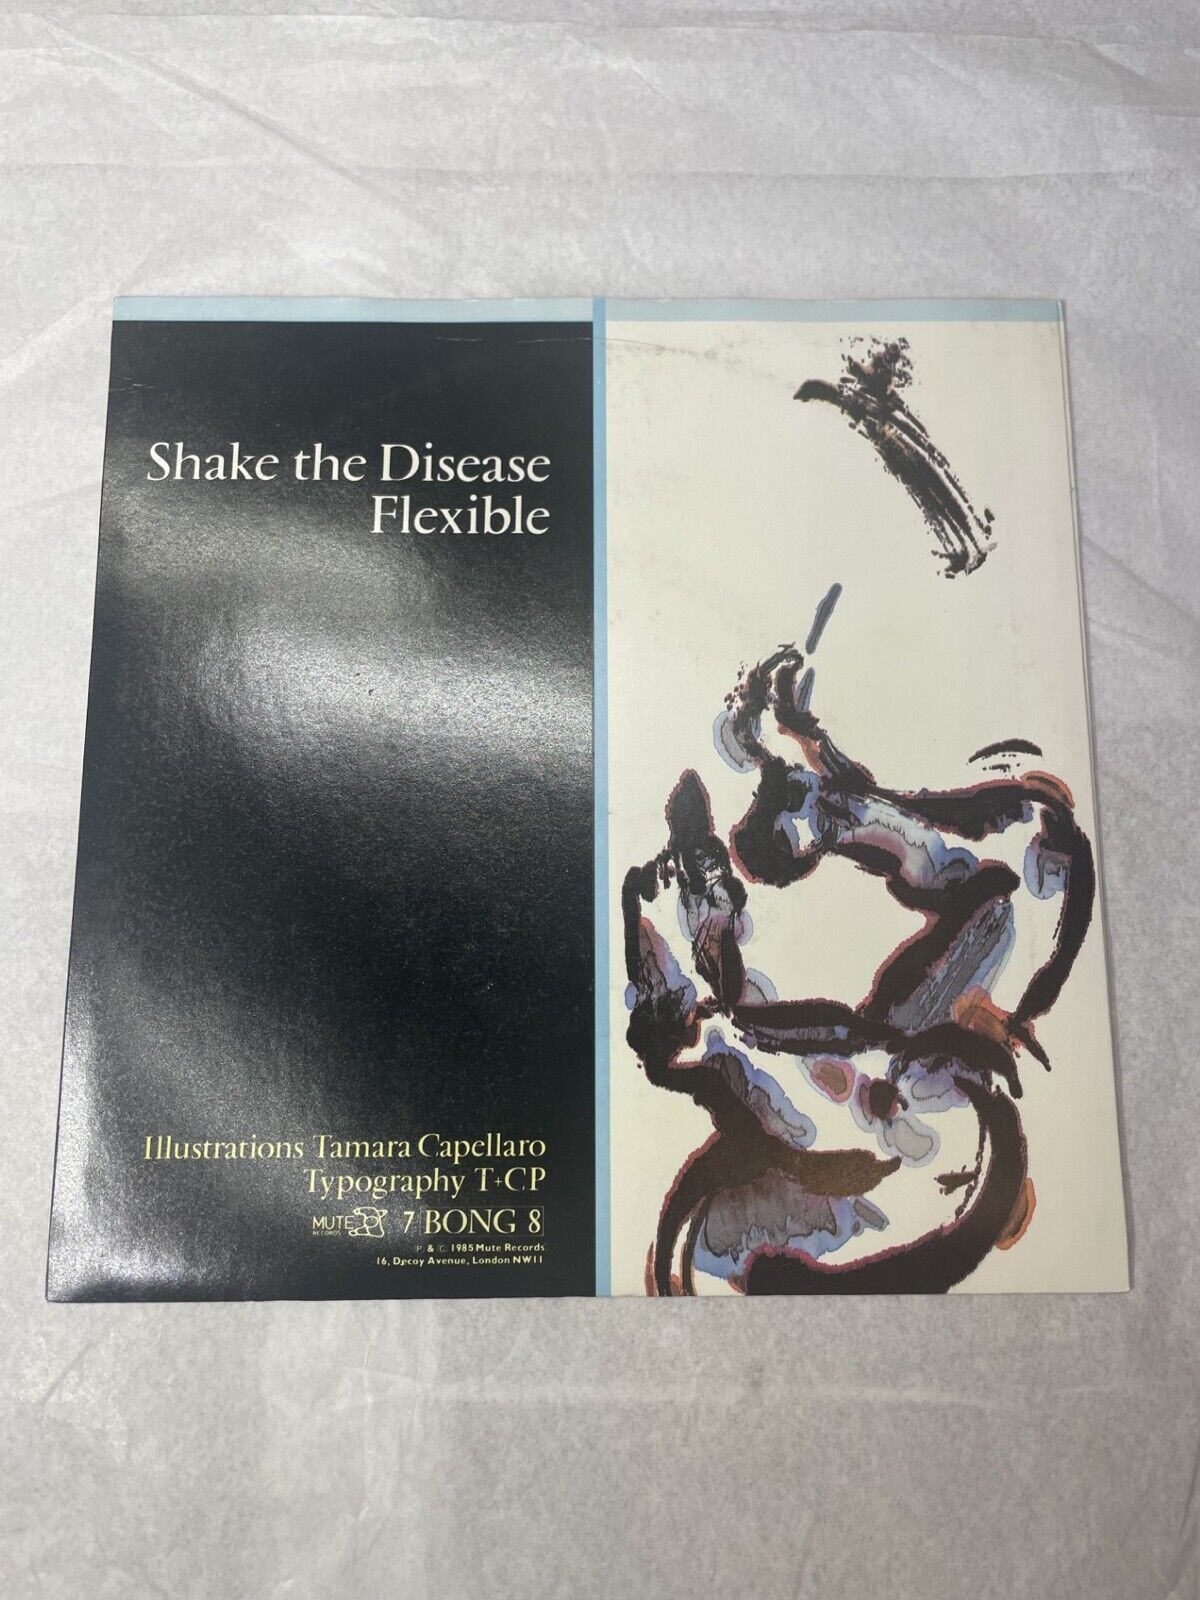 Shake the Disease
Flexible
Illustrations Tamara Capellaro
Typography T+CP
MUTE RECORDS 7 BONG 8
(P) & (C) 1985 Mute Records
16, Decoy Avenue, London NW11